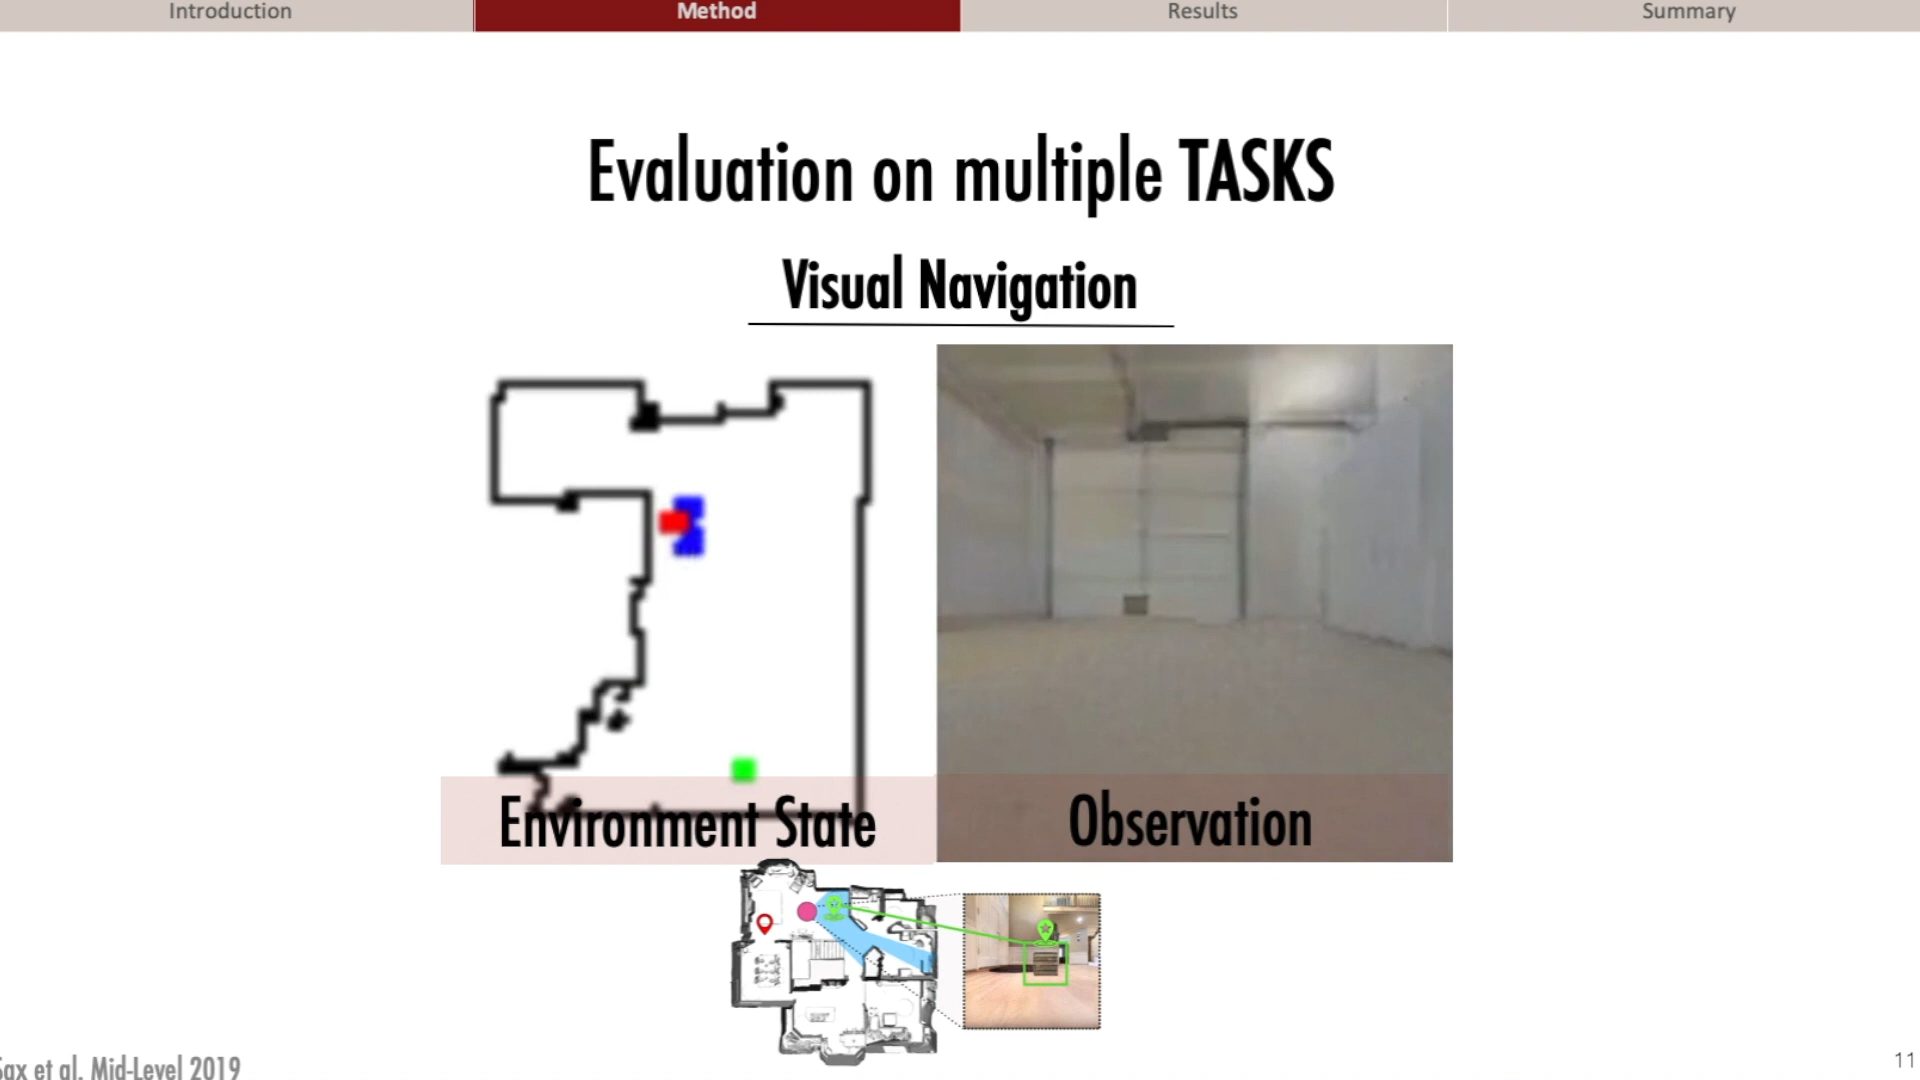 Introduction
Method
Results
Summary
Evaluation on multiple TASKS
Visual Navigation
Environment State
Observation
Sax et al. Mid-Level 2019
11